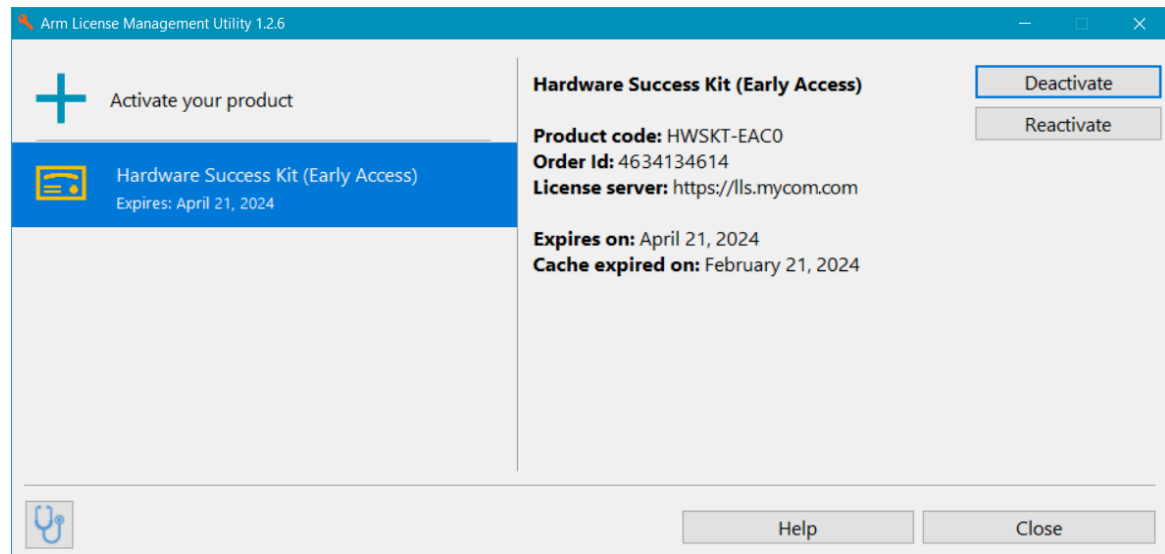 Arm License Management Utility 1.2.6
Activate your product
Hardware Success Kit (Early Access)
Expires: April 21, 2024
Hardware Success Kit (Early Access)
Product code: HWSKT-EAC0
Order Id: 4634134614
License server: https://lls.mycom.com
Expires on: April 21, 2024
Cache expired on: February 21, 2024
Deactivate
Reactivate
Help
Close